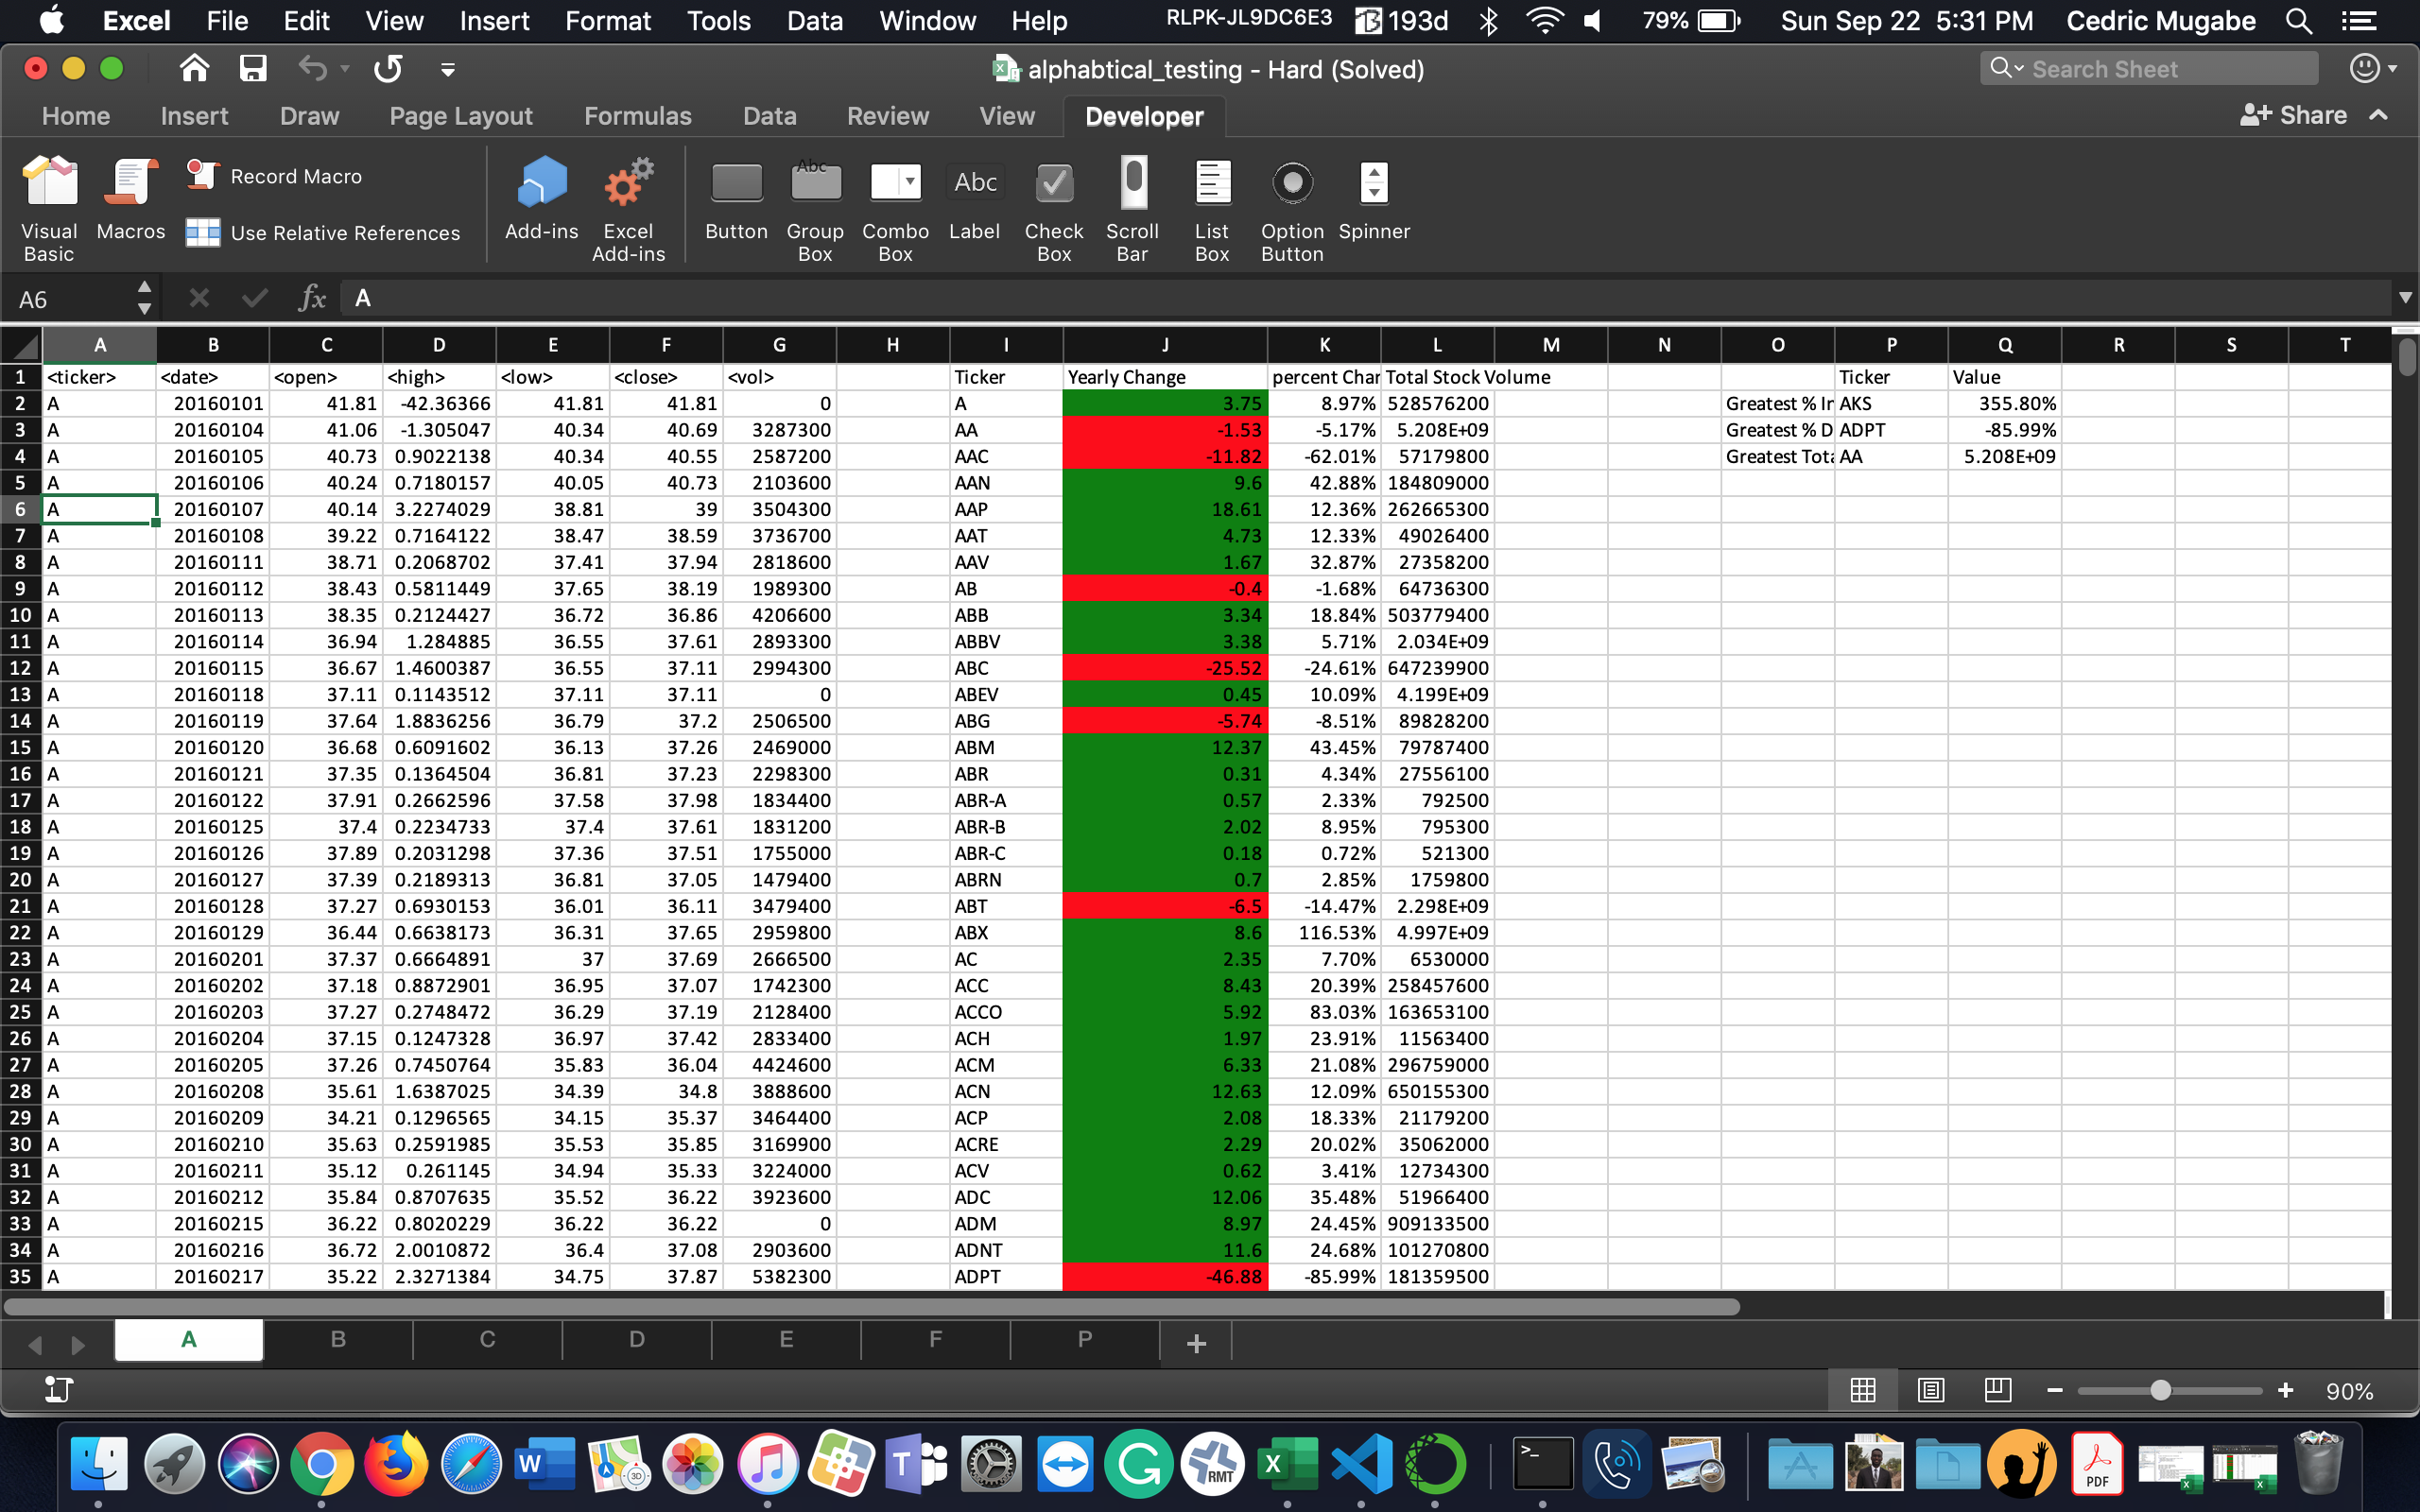 Excel File Edit View Insert Format Tools Data Window Help RLPK-JL9DC6E3 193d 79% Sun Sep 22 5:31 PM Cedric Mugabe
alphabtical_testing - Hard (Solved) Search Sheet
Home Insert Draw Page Layout Formulas Data Review View Developer Share
Visual Basic Macros Record Macro Use Relative References Add-ins Excel Add-ins Button Abc Group Box Combo Box Abc Label Check Box Scroll Bar List Box Option Button Spinner
A6 fx A
A B C D E F G H I J K L M N O P Q R S T
1 <ticker> <date> <open> <high> <low> <close> <vol> Ticker Yearly Change percent Char Total Stock Volume Ticker Value
2 A 20160101 41.81 -42.36366 41.81 41.81 0 A 3.75 8.97% 528576200 Greatest % Ir AKS 355.80%
3 A 20160104 41.06 -1.305047 40.34 40.69 3287300 AA -1.53 -5.17% 5.208E+09 Greatest % D ADPT -85.99%
4 A 20160105 40.73 0.9022138 40.34 40.55 2587200 AAC -11.82 -62.01% 57179800 Greatest Tota AA 5.208E+09
5 A 20160106 40.24 0.7180157 40.05 40.73 2103600 AAN 9.6 42.88% 184809000
6 A 20160107 40.14 3.2274029 38.81 39 3504300 AAP 18.61 12.36% 262665300
7 A 20160108 39.22 0.7164122 38.47 38.59 3736700 AAT 4.73 12.33% 49026400
8 A 20160111 38.71 0.2068702 37.41 37.94 2818600 AAV 1.67 32.87% 27358200
9 A 20160112 38.43 0.5811449 37.65 38.19 1989300 AB -0.4 -1.68% 64736300
10 A 20160113 38.35 0.2124427 36.72 36.86 4206600 ABB 3.34 18.84% 503779400
11 A 20160114 36.94 1.284885 36.55 37.61 2893300 ABBV 3.38 5.71% 2.034E+09
12 A 20160115 36.67 1.4600387 36.55 37.11 2994300 ABC -25.52 -24.61% 647239900
13 A 20160118 37.11 0.1143512 37.11 37.11 0 ABEV 0.45 10.09% 4.199E+09
14 A 20160119 37.64 1.8836256 36.79 37.2 2506500 ABG -5.74 -8.51% 89828200
15 A 20160120 36.68 0.6091602 36.13 37.26 2469000 ABM 12.37 43.45% 79787400
16 A 20160121 37.35 0.1364504 36.81 37.23 2298300 ABR 0.31 4.34% 27556100
17 A 20160122 37.91 0.2662596 37.58 37.98 1834400 ABR-A 0.57 2.33% 792500
18 A 20160125 37.4 0.2234733 37.4 37.61 1831200 ABR-B 2.02 8.95% 795300
19 A 20160126 37.89 0.2031298 37.36 37.51 1755000 ABR-C 0.18 0.72% 521300
20 A 20160127 37.39 0.2189313 36.81 37.05 1479400 ABRN 0.7 2.85% 1759800
21 A 20160128 37.27 0.6930153 36.01 36.11 3479400 ABT -6.5 -14.47% 2.298E+09
22 A 20160129 36.44 0.6638173 36.31 37.65 2959800 ABX 8.6 116.53% 4.997E+09
23 A 20160201 37.37 0.6664891 37 37.69 2666500 AC 2.35 7.70% 6530000
24 A 20160202 37.18 0.8872901 36.95 37.07 1742300 ACC 8.43 20.39% 258457600
25 A 20160203 37.27 0.2748472 36.29 37.19 2128400 ACCO 5.92 83.03% 163653100
26 A 20160204 37.15 0.1247328 36.97 37.42 2833400 ACH 1.97 23.91% 11563400
27 A 20160205 37.26 0.7450764 35.83 36.04 4424600 ACM 6.33 21.08% 296759000
28 A 20160208 35.61 1.6387025 34.39 34.8 3888600 ACN 12.63 12.09% 650155300
29 A 20160209 34.21 0.1296565 34.15 35.37 3464400 ACP 2.08 18.33% 21179200
30 A 20160210 35.63 0.2591985 35.53 35.85 3169900 ACRE 2.29 20.02% 35062000
31 A 20160211 35.12 0.261145 34.94 35.33 3224000 ACV 0.62 3.41% 12734300
32 A 20160212 35.84 0.8707635 35.52 36.22 3923600 ADC 12.06 35.48% 51966400
33 A 20160215 36.22 0.8020229 36.22 36.22 0 ADM 8.97 24.45% 909133500
34 A 20160216 36.72 2.0010872 36.4 37.08 2903600 ADNT 11.6 24.68% 101270800
35 A 20160217 35.22 2.3271384 34.75 37.87 5382300 ADPT -46.88 -85.99% 181359500
A B C D E F P +
90%
W 3D T G RMT X >_ PDF